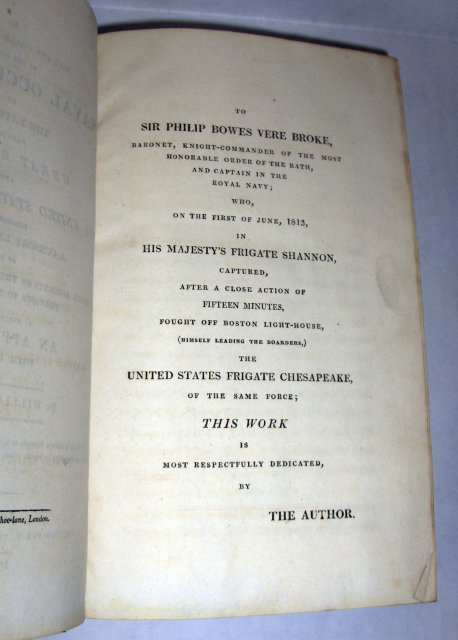 TO
SIR PHILIP BOWES VERE BROKE,
BARONET, KNIGHT-COMMANDER OF THE MOST
HONORABLE ORDER OF THE BATH,
AND CAPTAIN IN THE
ROYAL NAVY;
WHO,
ON THE FIRST OF JUNE, 1813,
IN
HIS MAJESTY'S FRIGATE SHANNON,
CAPTURED,
AFTER A CLOSE ACTION OF
FIFTEEN MINUTES,
FOUGHT OFF BOSTON LIGHT-HOUSE,
(HIMSELF LEADING THE BOARDERS,)
THE
UNITED STATES FRIGATE CHESAPEAKE,
OF THE SAME FORCE;
THIS WORK
IS
MOST RESPECTFULLY DEDICATED,
BY
THE AUTHOR.
hoe-lane, London.